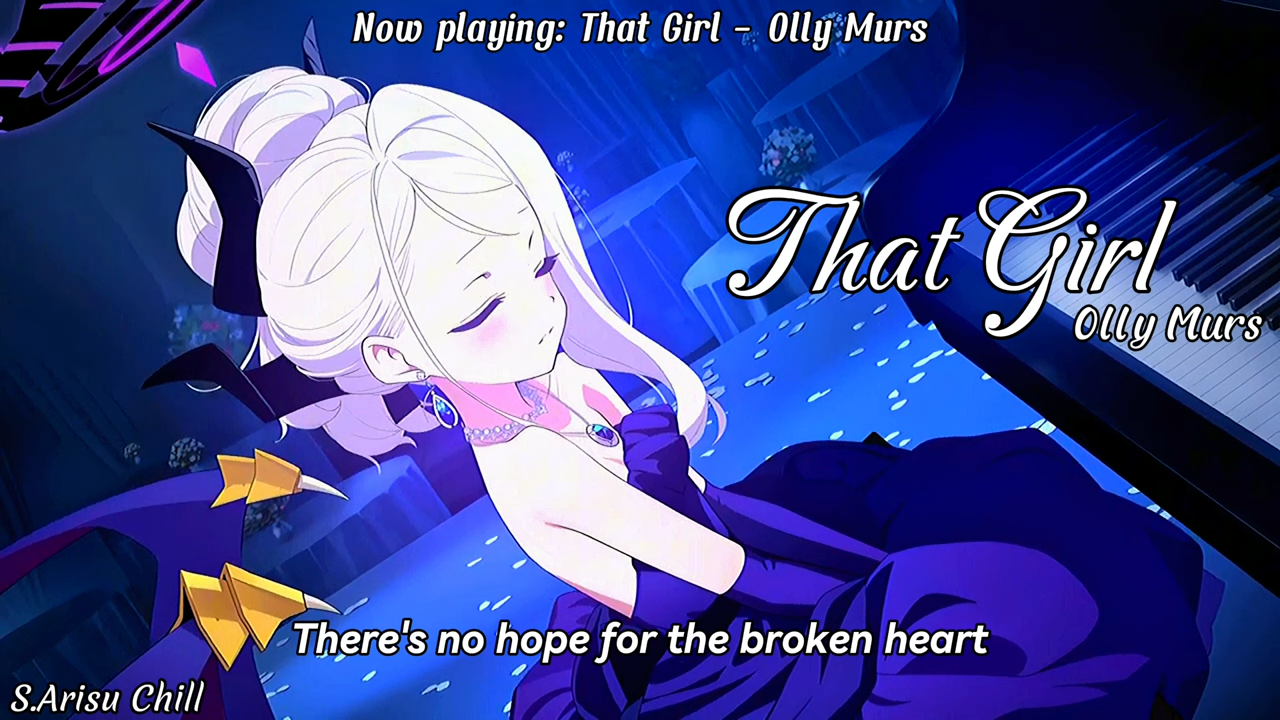 Now playing: That Girl - Olly Murs
That Girl
Olly Murs
There's no hope for the broken heart
S.Arisu Chill